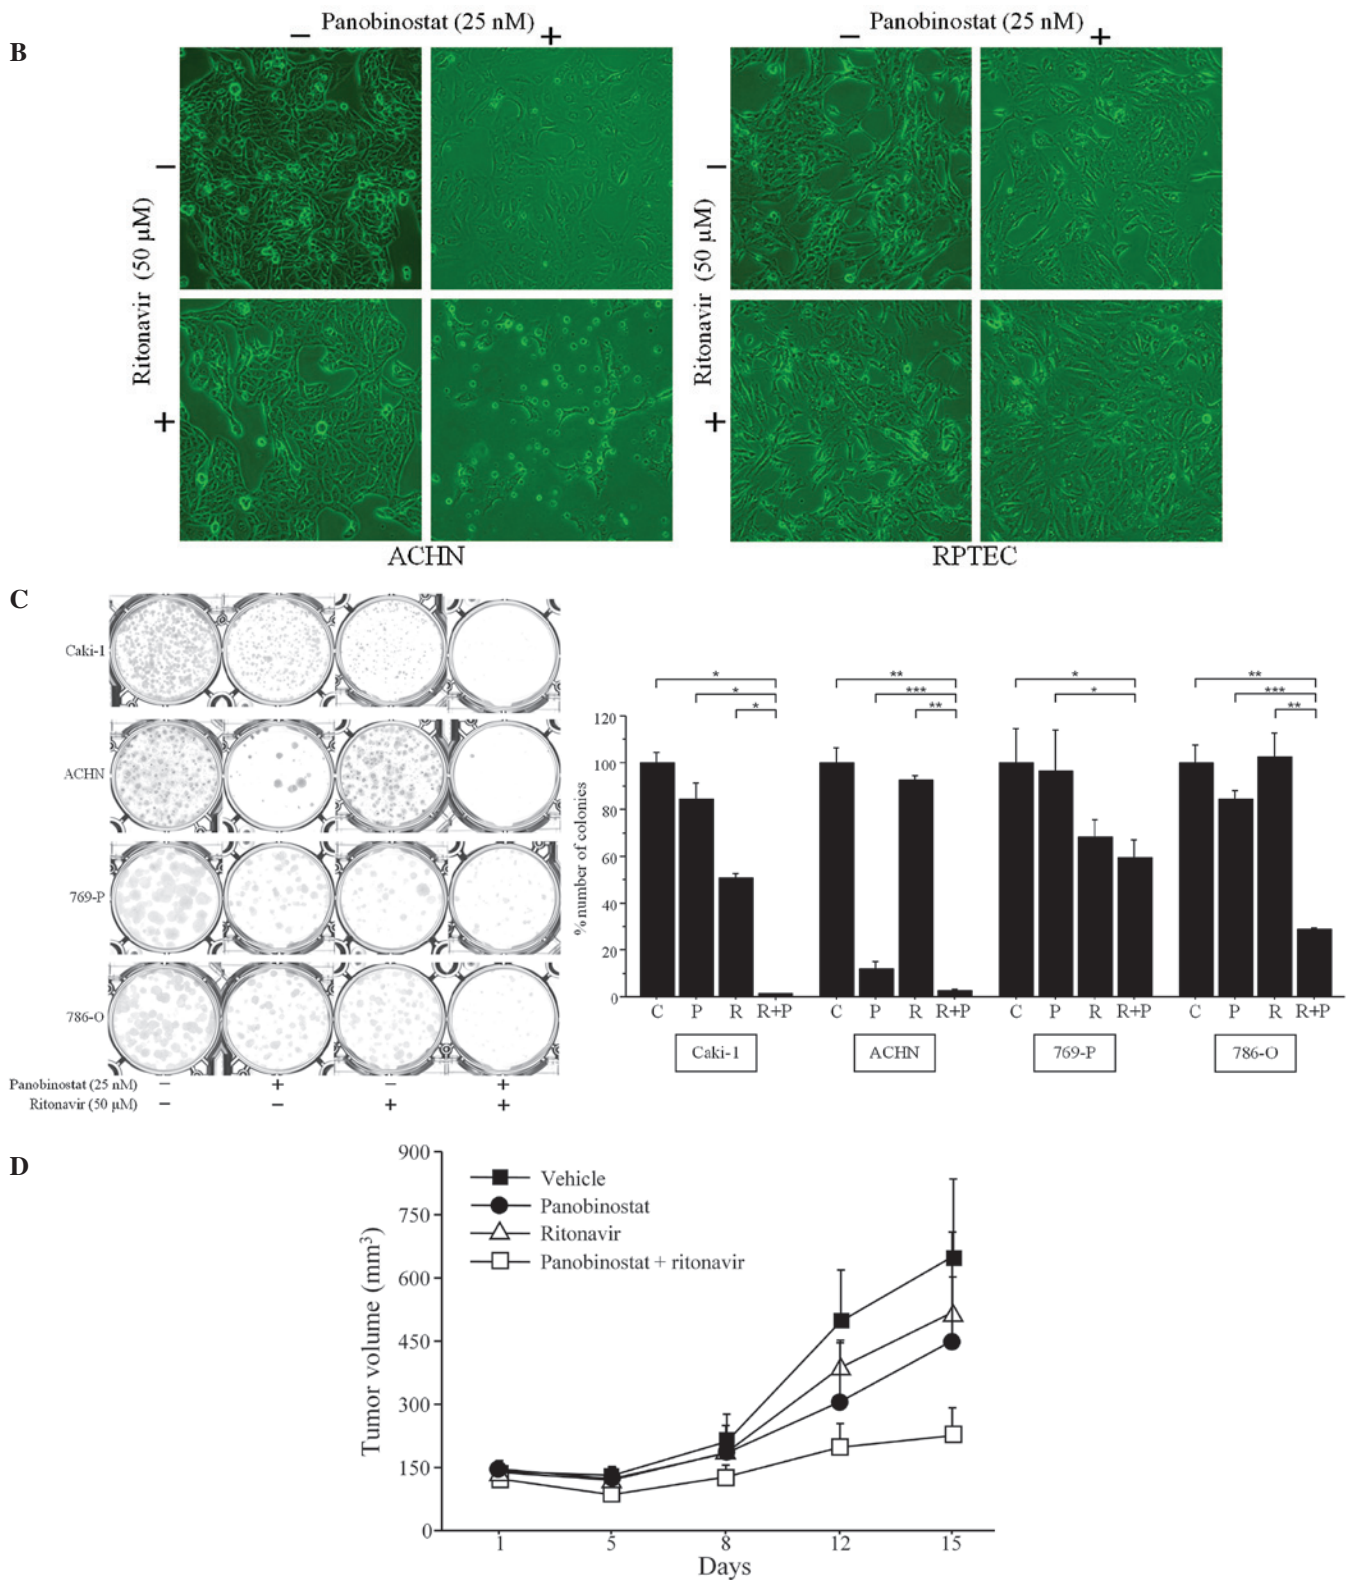 B
Panobinostat (25 nM)
− +
Panobinostat (25 nM)
− +
Ritonavir (50 µM)
−
+
Ritonavir (50 µM)
−
+
ACHN
RPTEC
C
Caki-1
ACHN
769-P
786-O
Panobinostat (25 nM) − + − +
Ritonavir (50 µM) − − + +
% number of colonies
120
100
80
60
40
20
0
* ** * **
* *** * ***
* ** **
C P R R+P C P R R+P C P R R+P C P R R+P
Caki-1 ACHN 769-P 786-O
D
Tumor volume (mm³)
900
750
600
450
300
150
0
Vehicle
Panobinostat
Ritonavir
Panobinostat + ritonavir
1 5 8 12 15
Days